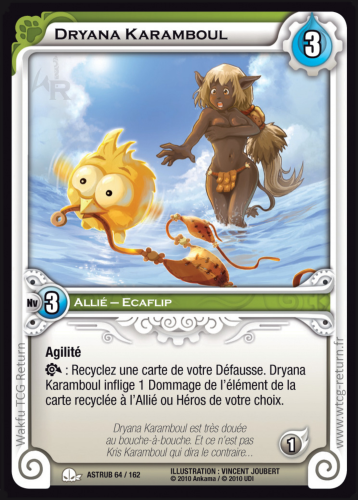 DRYANA KARAMBOUL
3
WR
Nv 3 ALLIÉ – ECAFLIP
Agilité
: Recyclez une carte de votre Défausse. Dryana
Karamboul inflige 1 Dommage de l'élément de la
carte recyclée à l'Allié ou Héros de votre choix.
Dryana Karamboul est très douée
au bouche-à-bouche. Et ce n'est pas
Kris Karamboul qui dira le contraire...
1
ASTRUB 64 / 162
ILLUSTRATION : VINCENT JOUBERT
© 2010 Ankama / © 2010 UDI
Wakfu TCG Return
www.wtcg-return.fr